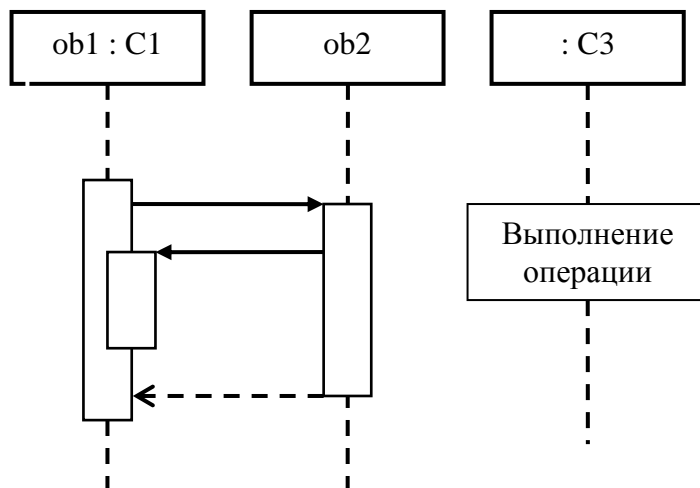 ob1 : C1
ob2
: C3
Выполнение
операции